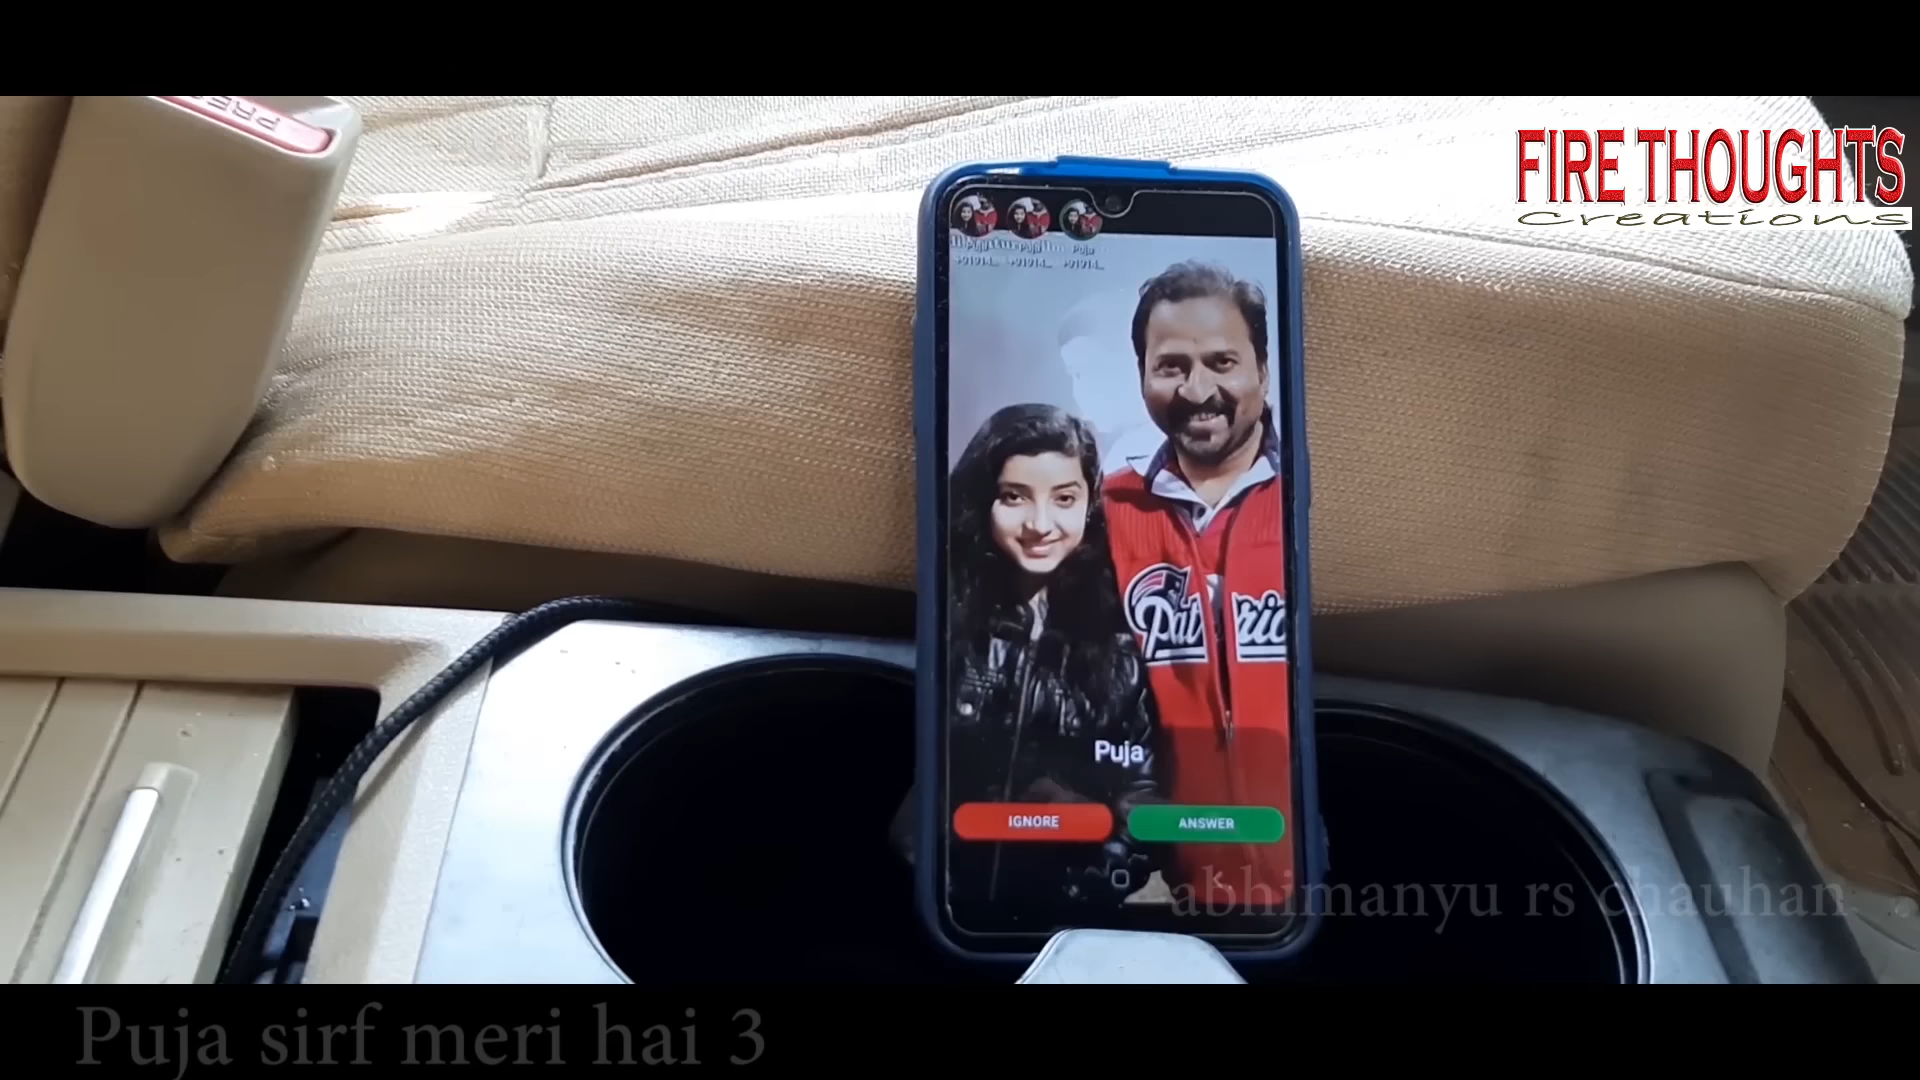 FIRE THOUGHTS
creations
Puja
Puja
IGNORE
ANSWER
abhimanyu rs chauhan
Puja sirf meri hai 3